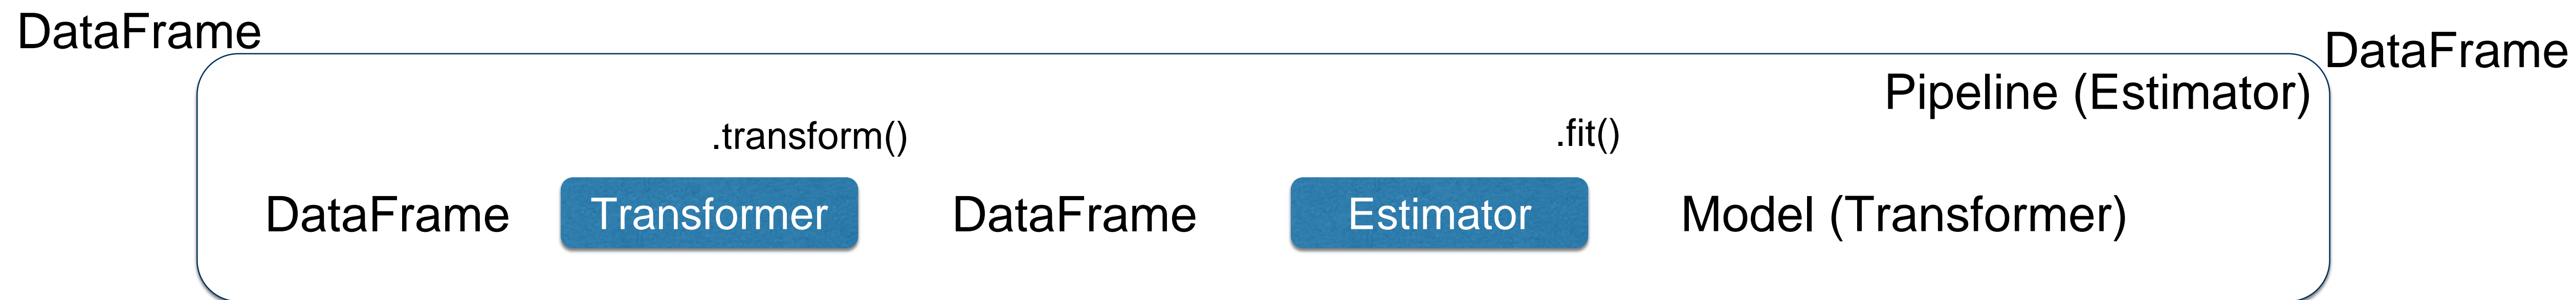 DataFrame
DataFrame
Pipeline (Estimator)
.transform()
.fit()
DataFrame
Transformer
DataFrame
Estimator
Model (Transformer)